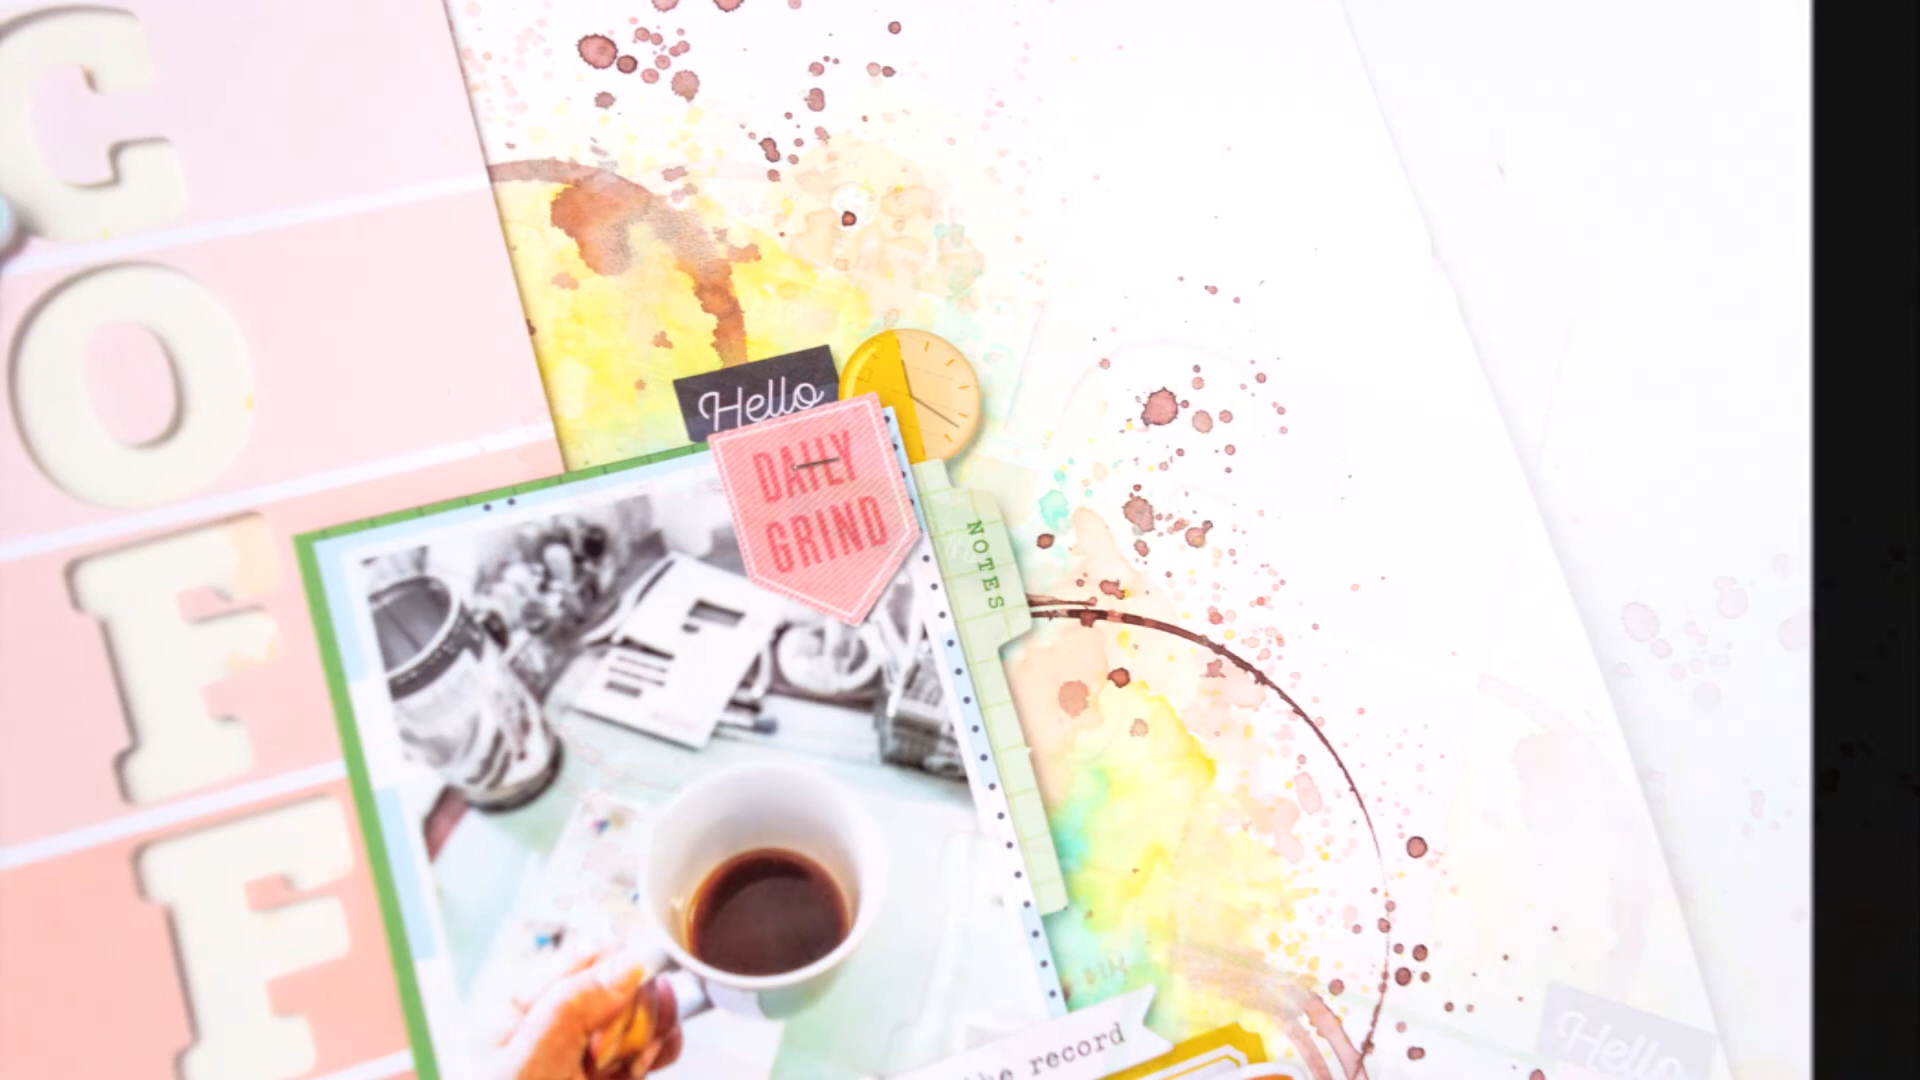 C
O
F
F
Hello
DAILY
GRIND
NOTES
the record
Hello